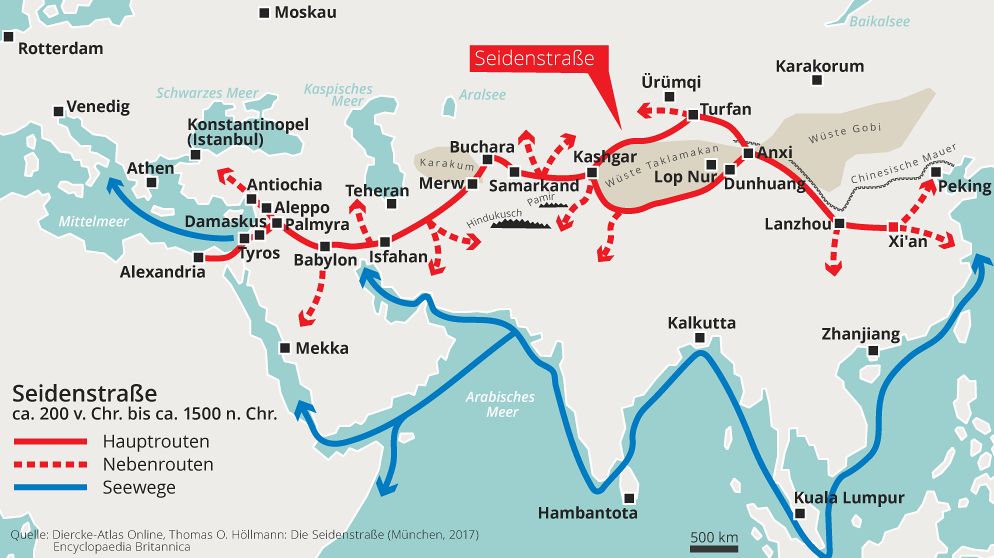 Moskau
Rotterdam
Baikalsee
Seidenstraße
Karakorum
Ürümqi
Schwarzes Meer
Kaspisches
Meer
Aralsee
Venedig
Turfan
Konstantinopel
(Istanbul)
Wüste Gobi
Buchara
Kashgar
Anxi
Karakum
Wüste Taklamakan
Chinesische Mauer
Athen
Antiochia
Teheran
Merw
Samarkand
Lop Nur
Dunhuang
Peking
Pamir
Aleppo
Mittelmeer
Damaskus
Palmyra
Hindukusch
Lanzhou
Xi'an
Tyros
Babylon
Isfahan
Alexandria
Kalkutta
Zhanjiang
Mekka
Seidenstraße
ca. 200 v. Chr. bis ca. 1500 n. Chr.
Hauptrouten
Nebenrouten
Seewege
Arabisches
Meer
Kuala Lumpur
Hambantota
500 km
Quelle: Diercke-Atlas Online, Thomas O. Höllmann: Die Seidenstraße (München, 2017)
Encyclopaedia Britannica